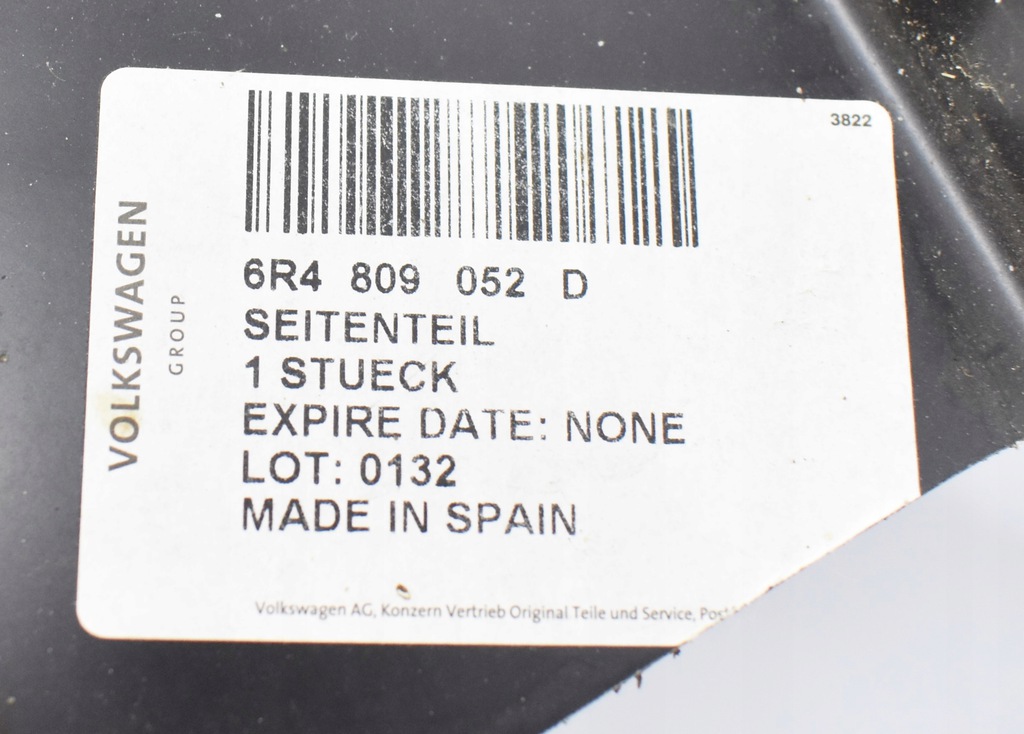 3822
VOLKSWAGEN
GROUP
6R4 809 052 D
SEITENTEIL
1 STUECK
EXPIRE DATE: NONE
LOT: 0132
MADE IN SPAIN
Volkswagen AG, Konzern Vertrieb Original Teile und Service,